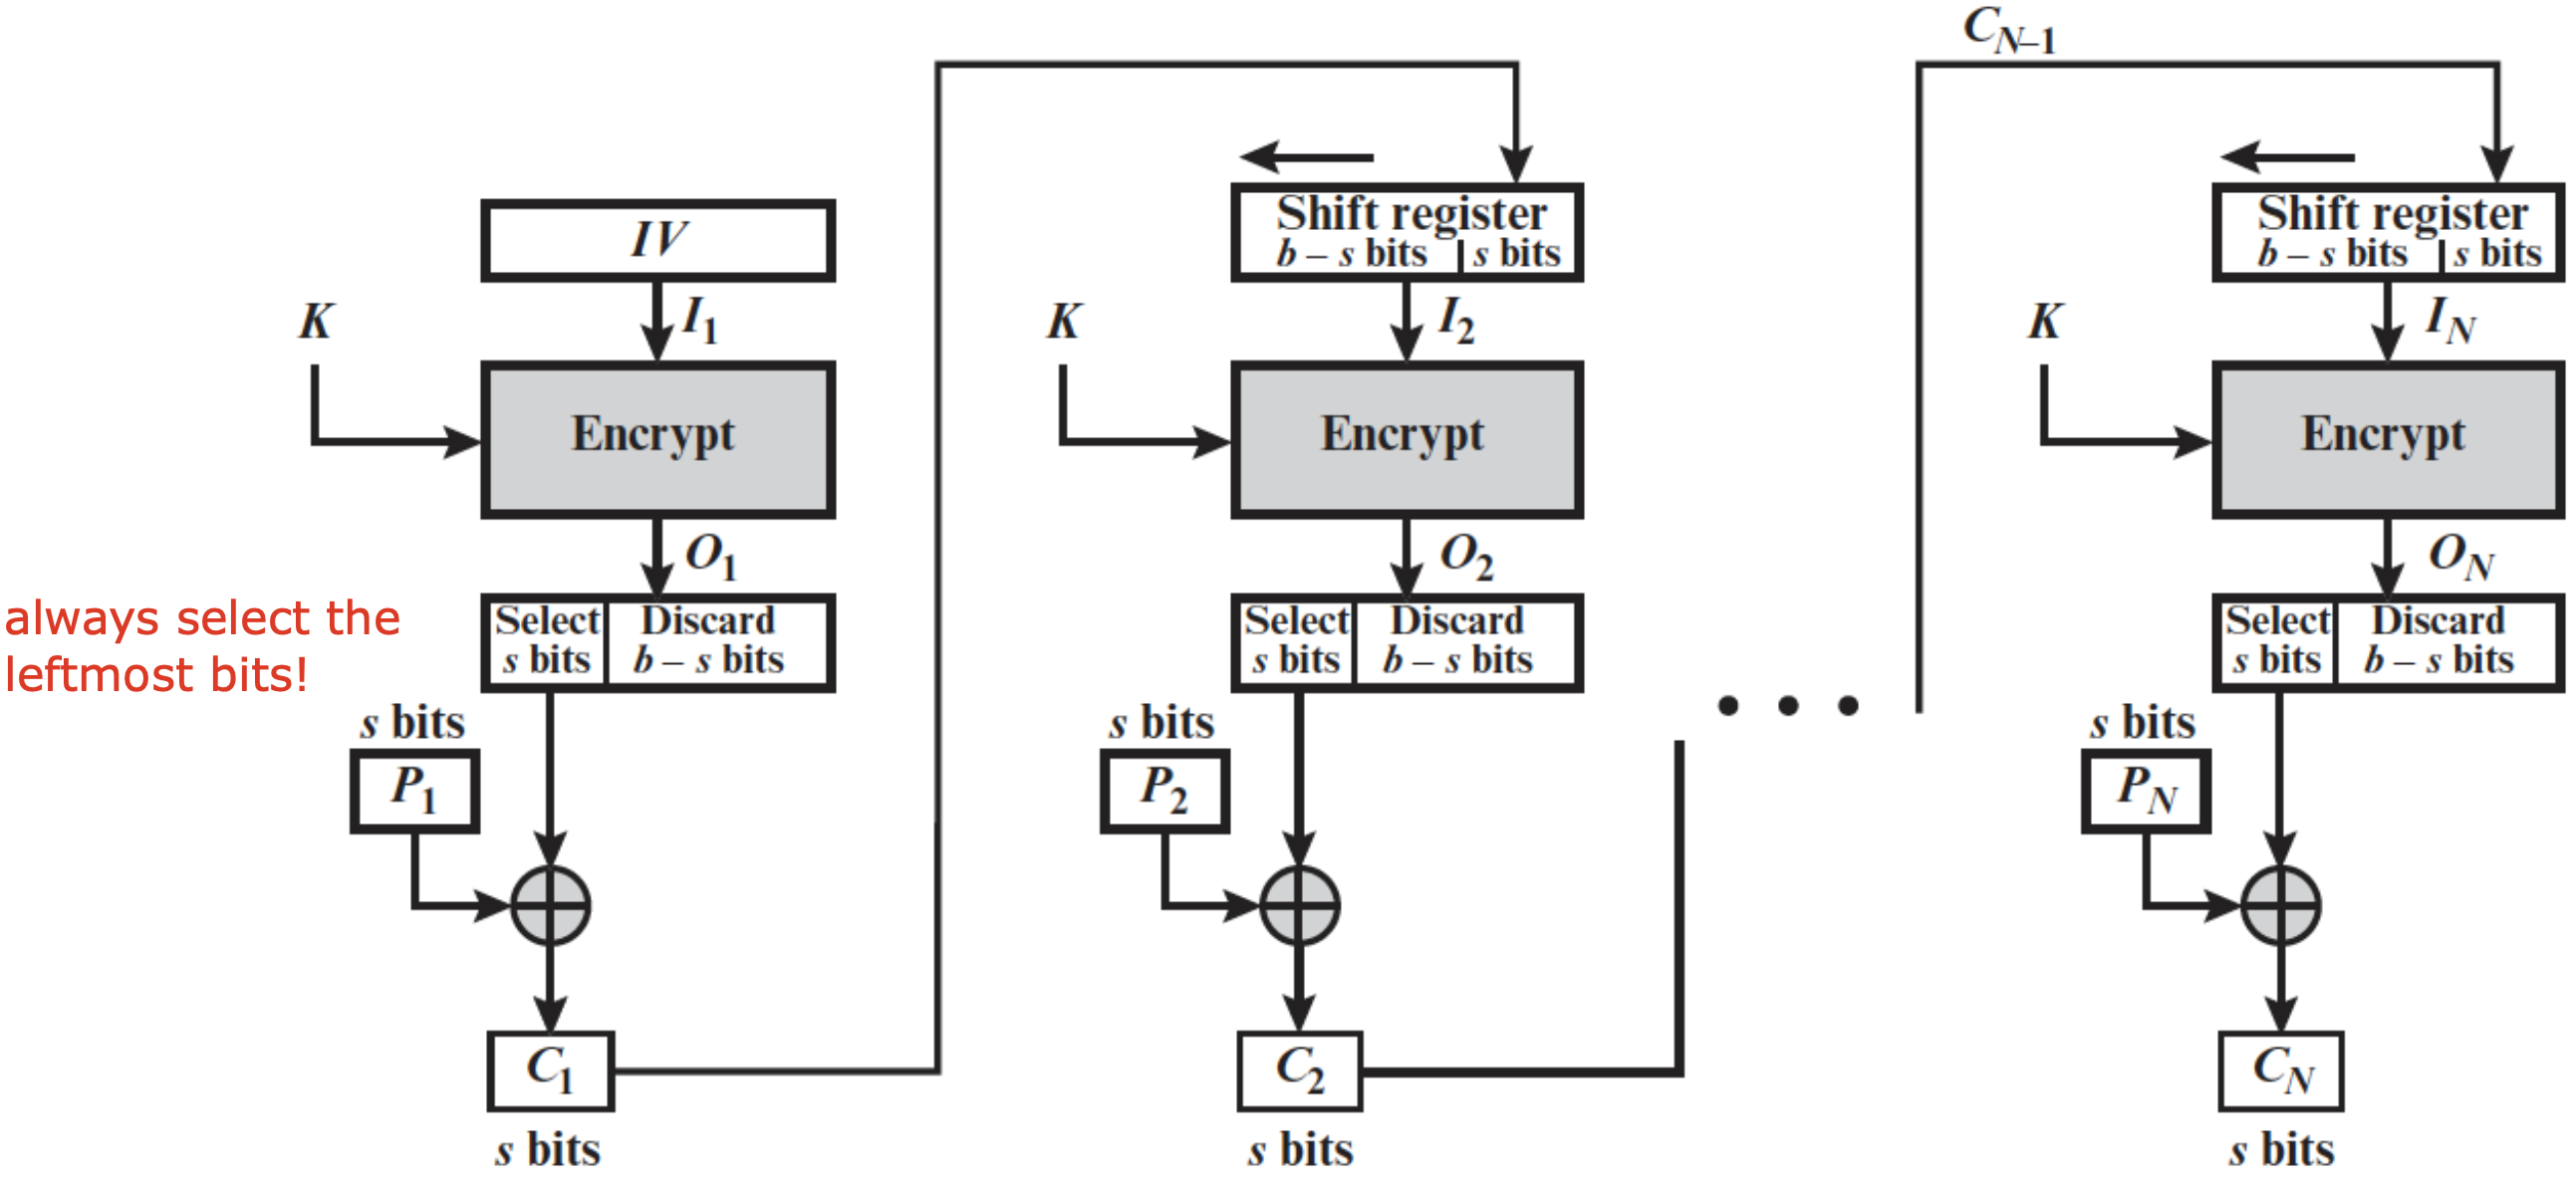 C_{N–1}
IV
Shift register
b – s bits | s bits
Shift register
b – s bits | s bits
K
I_1
K
I_2
K
I_N
Encrypt
Encrypt
Encrypt
O_1
O_2
O_N
always select the
leftmost bits!
Select
s bits
Discard
b – s bits
Select
s bits
Discard
b – s bits
Select
s bits
Discard
b – s bits
s bits
P_1
s bits
P_2
s bits
P_N
C_1
s bits
C_2
s bits
C_N
s bits